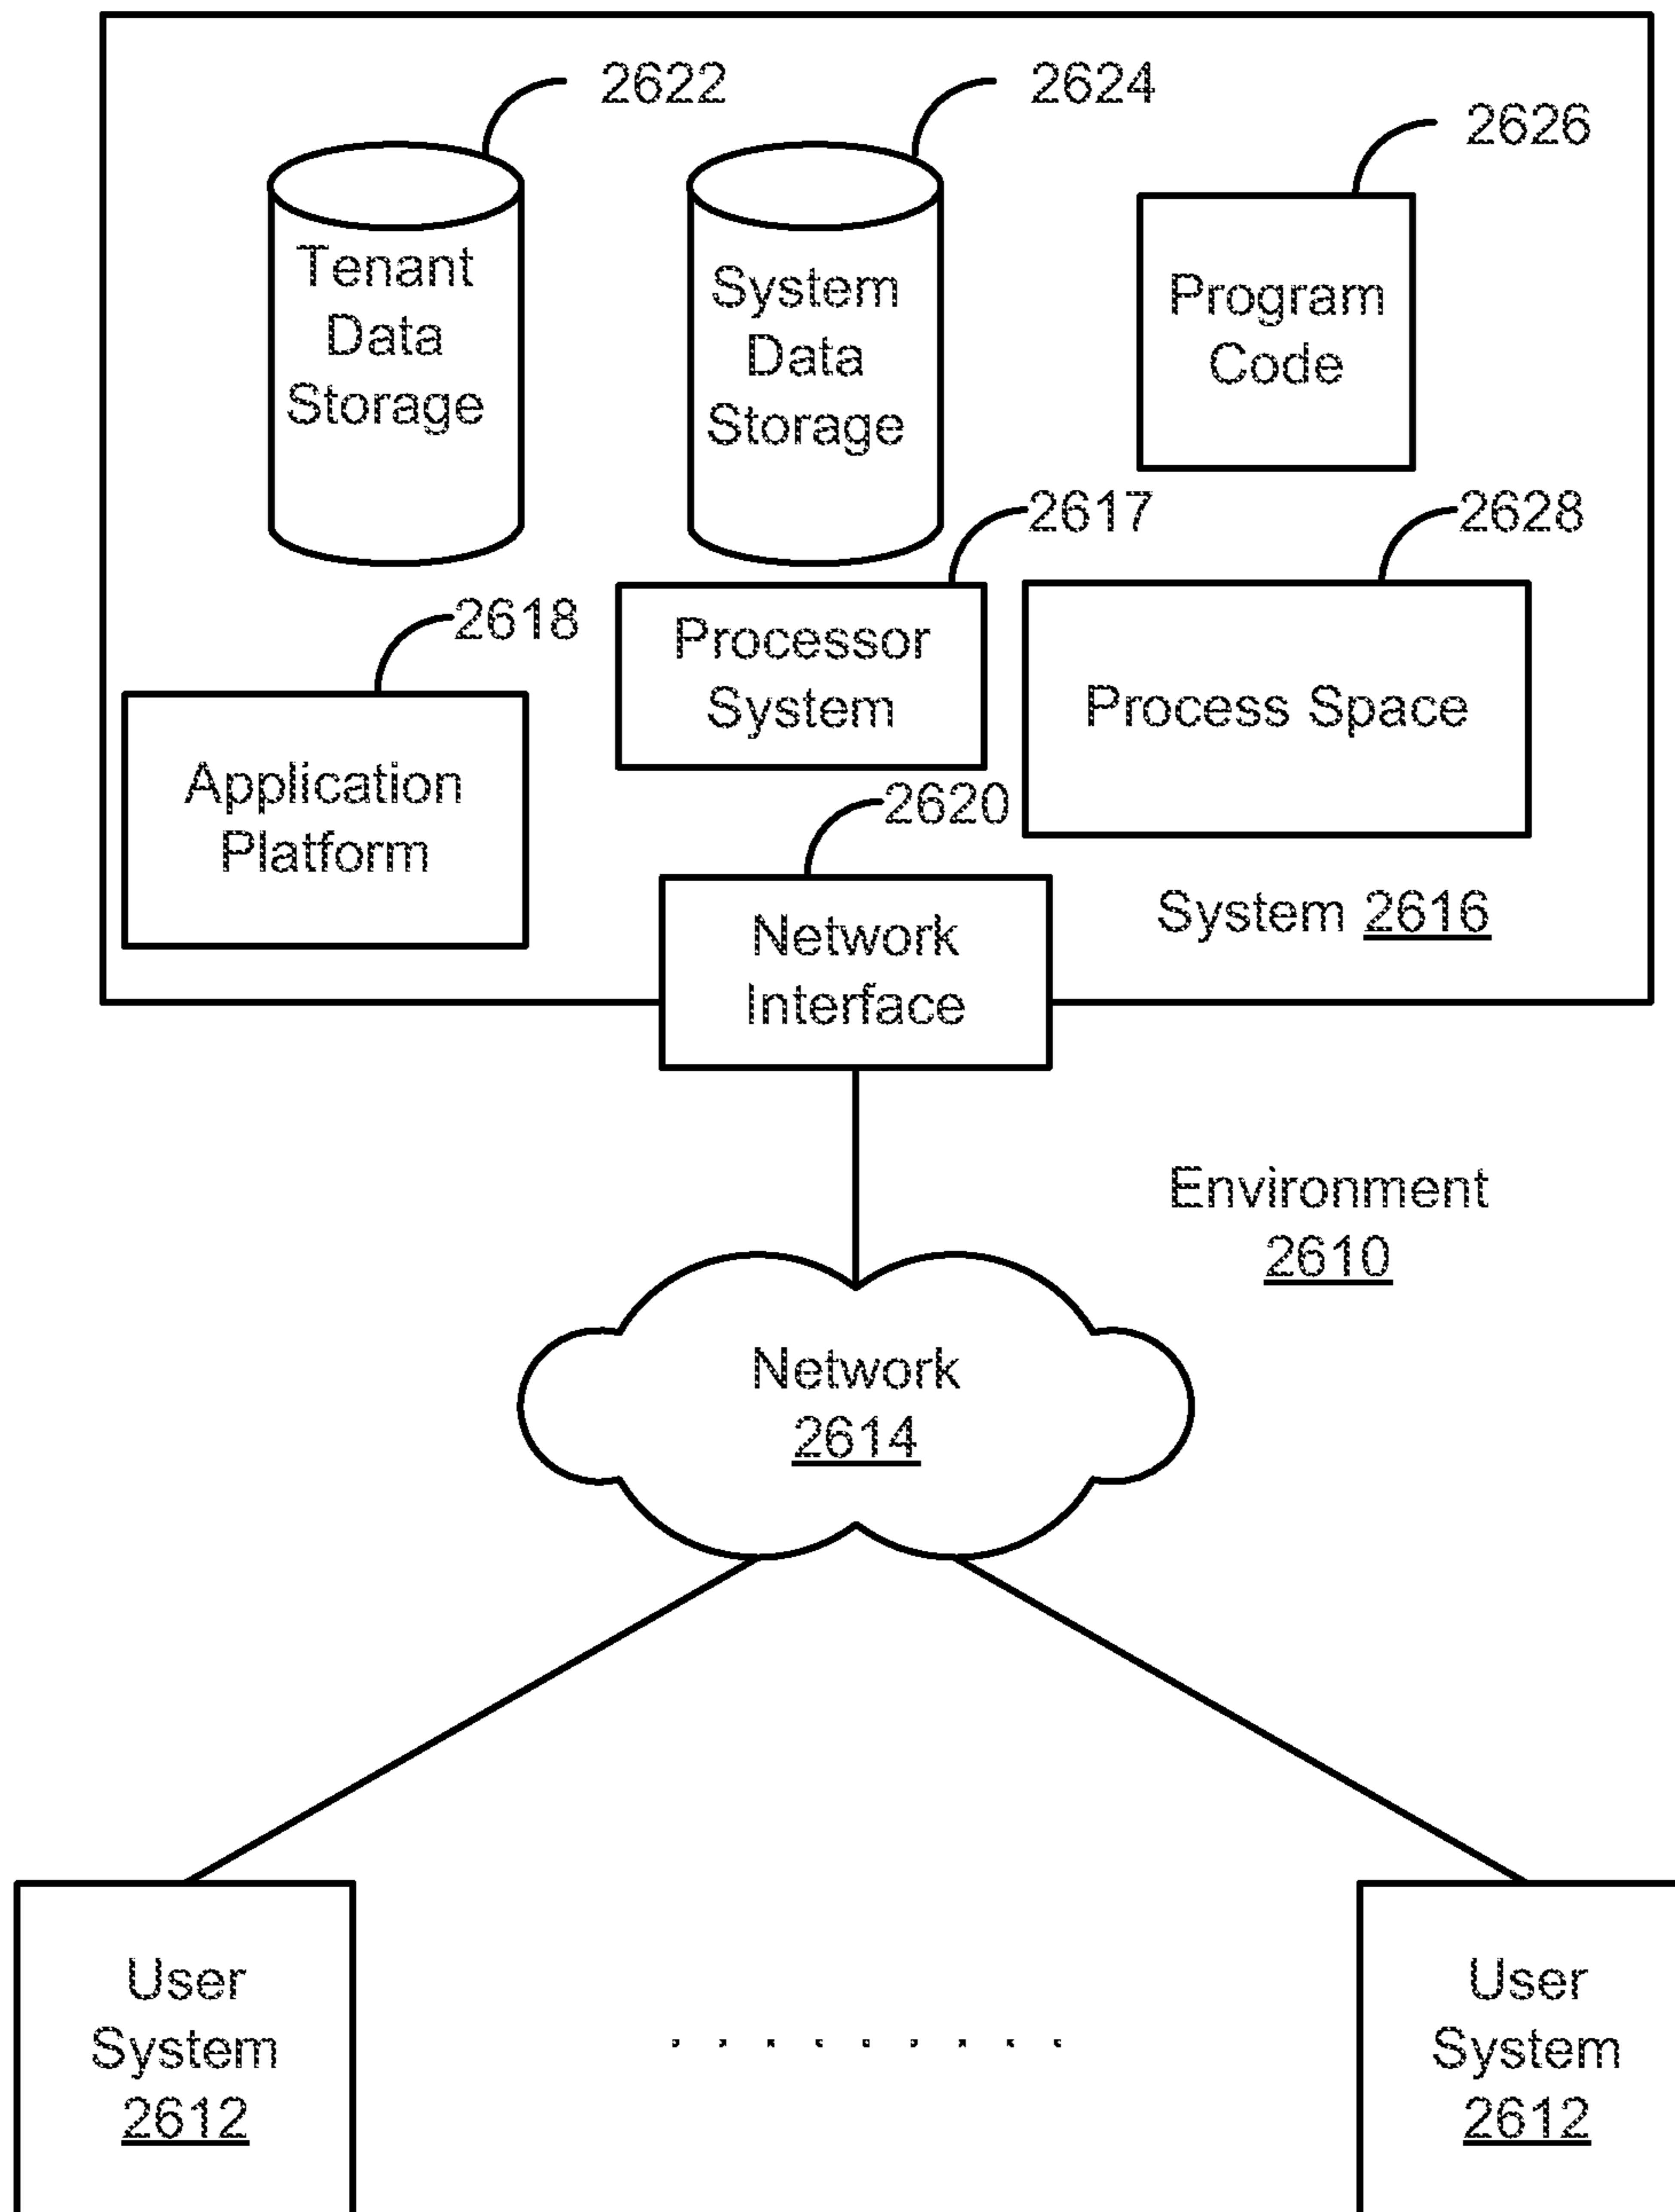 2622
2624
2626
Tenant
Data
Storage
System
Data
Storage
Program
Code
2617
2628
2618
Processor
System
Process Space
Application
Platform
2620
Network
Interface
System 2616
Environment
2610
Network
2614
User
System
2612
User
System
2612